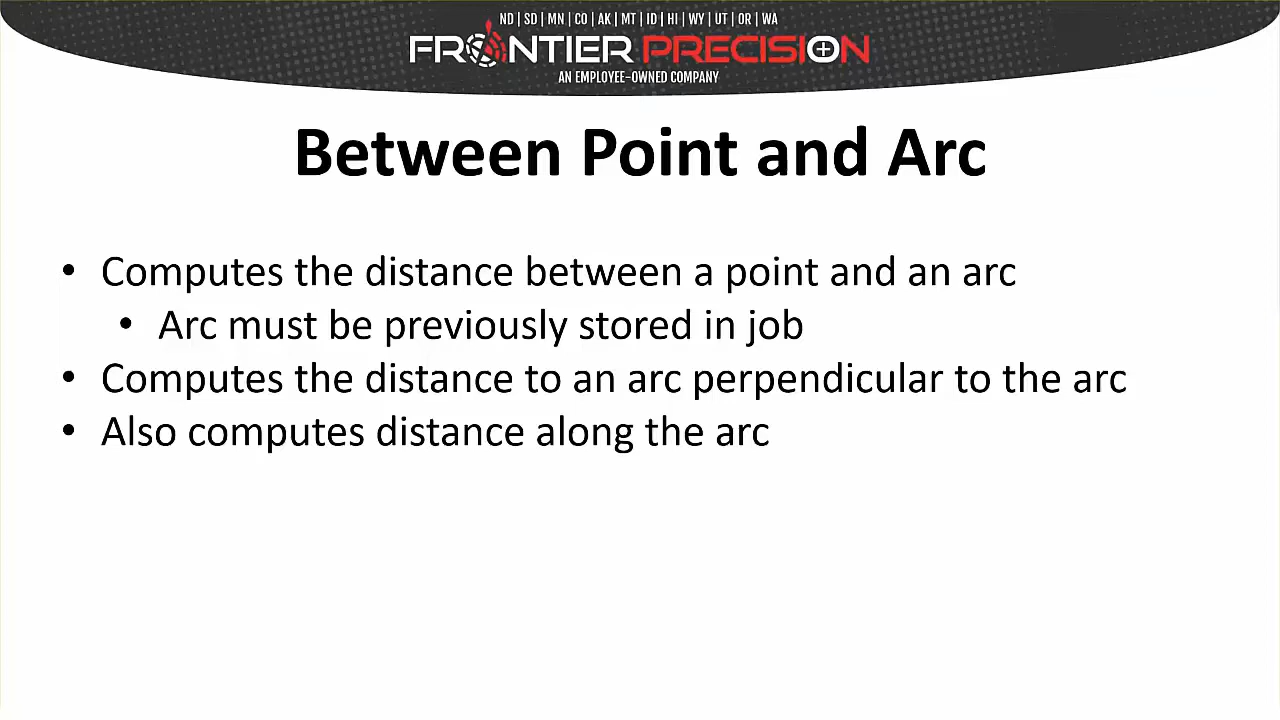 ND | SD | MN | CO | AK | MT | ID | HI | WY | UT | OR | WA
FRONTIER PRECISION
AN EMPLOYEE-OWNED COMPANY
Between Point and Arc
• Computes the distance between a point and an arc
• Arc must be previously stored in job
• Computes the distance to an arc perpendicular to the arc
• Also computes distance along the arc